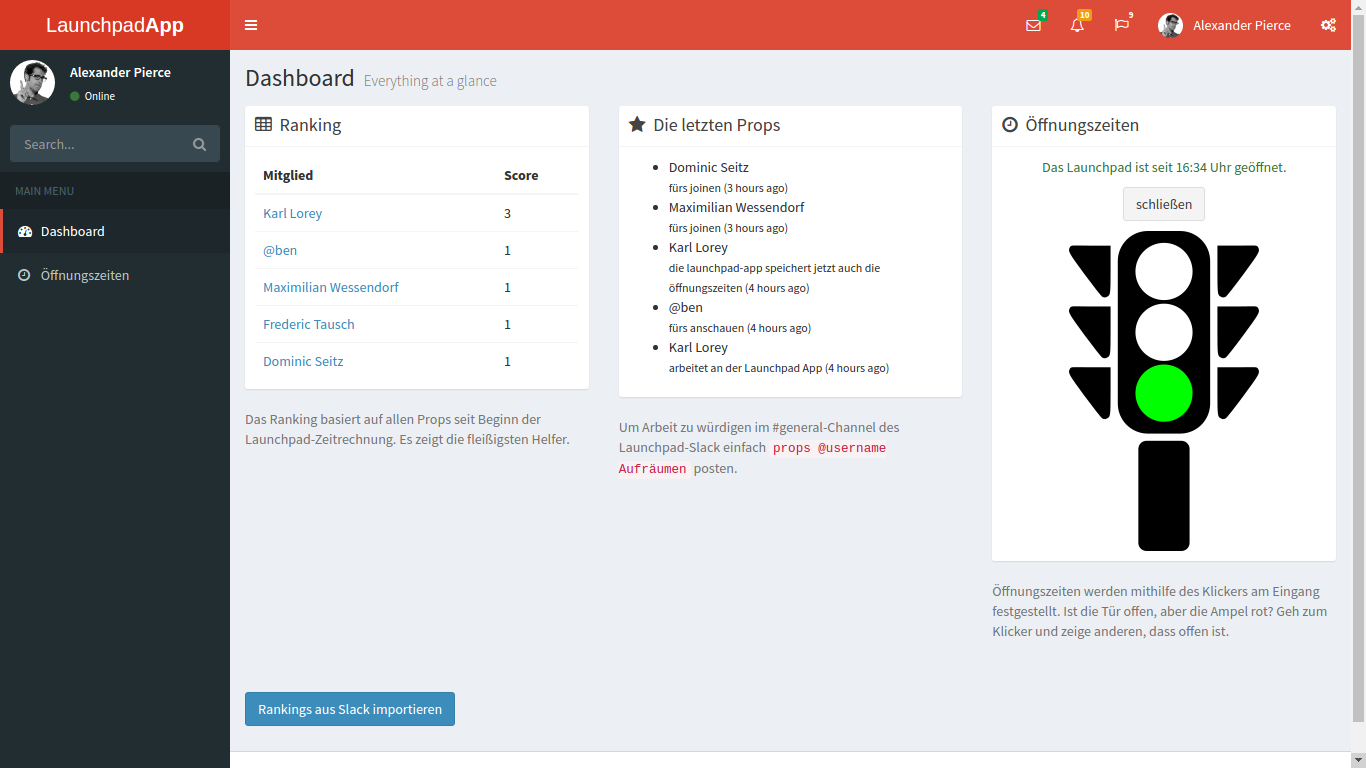 LaunchpadApp
4
10
9
Alexander Pierce
Alexander Pierce
Online
Search...
MAIN MENU
Dashboard
Öffnungszeiten
Dashboard Everything at a glance
Ranking
Mitglied Score
Karl Lorey 3
@ben 1
Maximilian Wessendorf 1
Frederic Tausch 1
Dominic Seitz 1
Das Ranking basiert auf allen Props seit Beginn der
Launchpad-Zeitrechnung. Es zeigt die fleißigsten Helfer.
Die letzten Props
Dominic Seitz
fürs joinen (3 hours ago)
Maximilian Wessendorf
fürs joinen (3 hours ago)
Karl Lorey
die launchpad-app speichert jetzt auch die
öffnungszeiten (4 hours ago)
@ben
fürs anschauen (4 hours ago)
Karl Lorey
arbeitet an der Launchpad App (4 hours ago)
Um Arbeit zu würdigen im #general-Channel des
Launchpad-Slack einfach props @username
Aufräumen posten.
Öffnungszeiten
Das Launchpad ist seit 16:34 Uhr geöffnet.
schließen
Öffnungszeiten werden mithilfe des Klickers am Eingang
festgestellt. Ist die Tür offen, aber die Ampel rot? Geh zum
Klicker und zeige anderen, dass offen ist.
Rankings aus Slack importieren